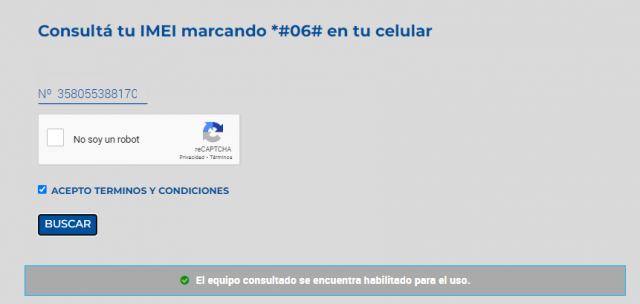 Consultá tu IMEI marcando *#06# en tu celular
Nº 358055388170
No soy un robot
reCAPTCHA
Privacidad - Términos
ACEPTO TERMINOS Y CONDICIONES
BUSCAR
El equipo consultado se encuentra habilitado para el uso.